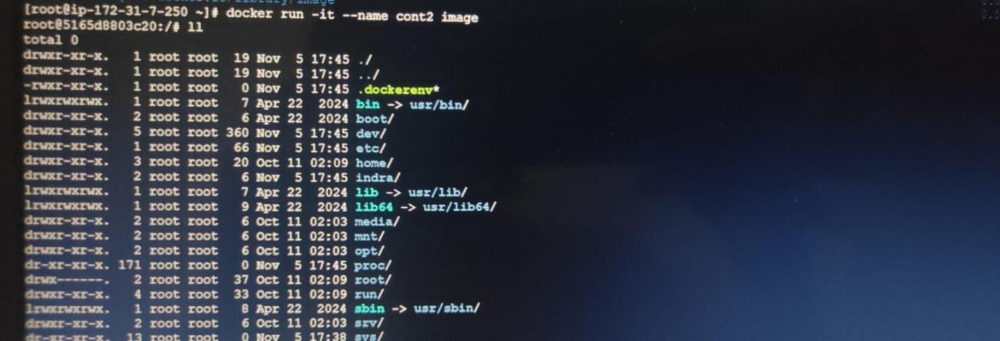 library/image
[root@ip-172-31-7-250 ~]# docker run -it --name cont2 image
root@5165d8803c20:/# ll
total 0
drwxr-xr-x.   1 root root  19 Nov  5 17:45 ./
drwxr-xr-x.   1 root root  19 Nov  5 17:45 ../
-rwxr-xr-x.   1 root root   0 Nov  5 17:45 .dockerenv*
lrwxrwxrwx.   1 root root   7 Apr 22  2024 bin -> usr/bin/
drwxr-xr-x.   2 root root   6 Apr 22  2024 boot/
drwxr-xr-x.   5 root root 360 Nov  5 17:45 dev/
drwxr-xr-x.   1 root root  66 Nov  5 17:45 etc/
drwxr-xr-x.   3 root root  20 Oct 11 02:09 home/
drwxr-xr-x.   2 root root   6 Nov  5 17:45 indra/
lrwxrwxrwx.   1 root root   7 Apr 22  2024 lib -> usr/lib/
lrwxrwxrwx.   1 root root   9 Apr 22  2024 lib64 -> usr/lib64/
drwxr-xr-x.   2 root root   6 Oct 11 02:03 media/
drwxr-xr-x.   2 root root   6 Oct 11 02:03 mnt/
drwxr-xr-x.   2 root root   6 Oct 11 02:03 opt/
dr-xr-xr-x. 171 root root   0 Nov  5 17:45 proc/
drwx------.   2 root root  37 Oct 11 02:09 root/
drwxr-xr-x.   4 root root  33 Oct 11 02:09 run/
lrwxrwxrwx.   1 root root   8 Apr 22  2024 sbin -> usr/sbin/
drwxr-xr-x.   2 root root   6 Oct 11 02:03 srv/
dr-xr-xr-x.  13 root root   0 Nov  5 17:38 sys/